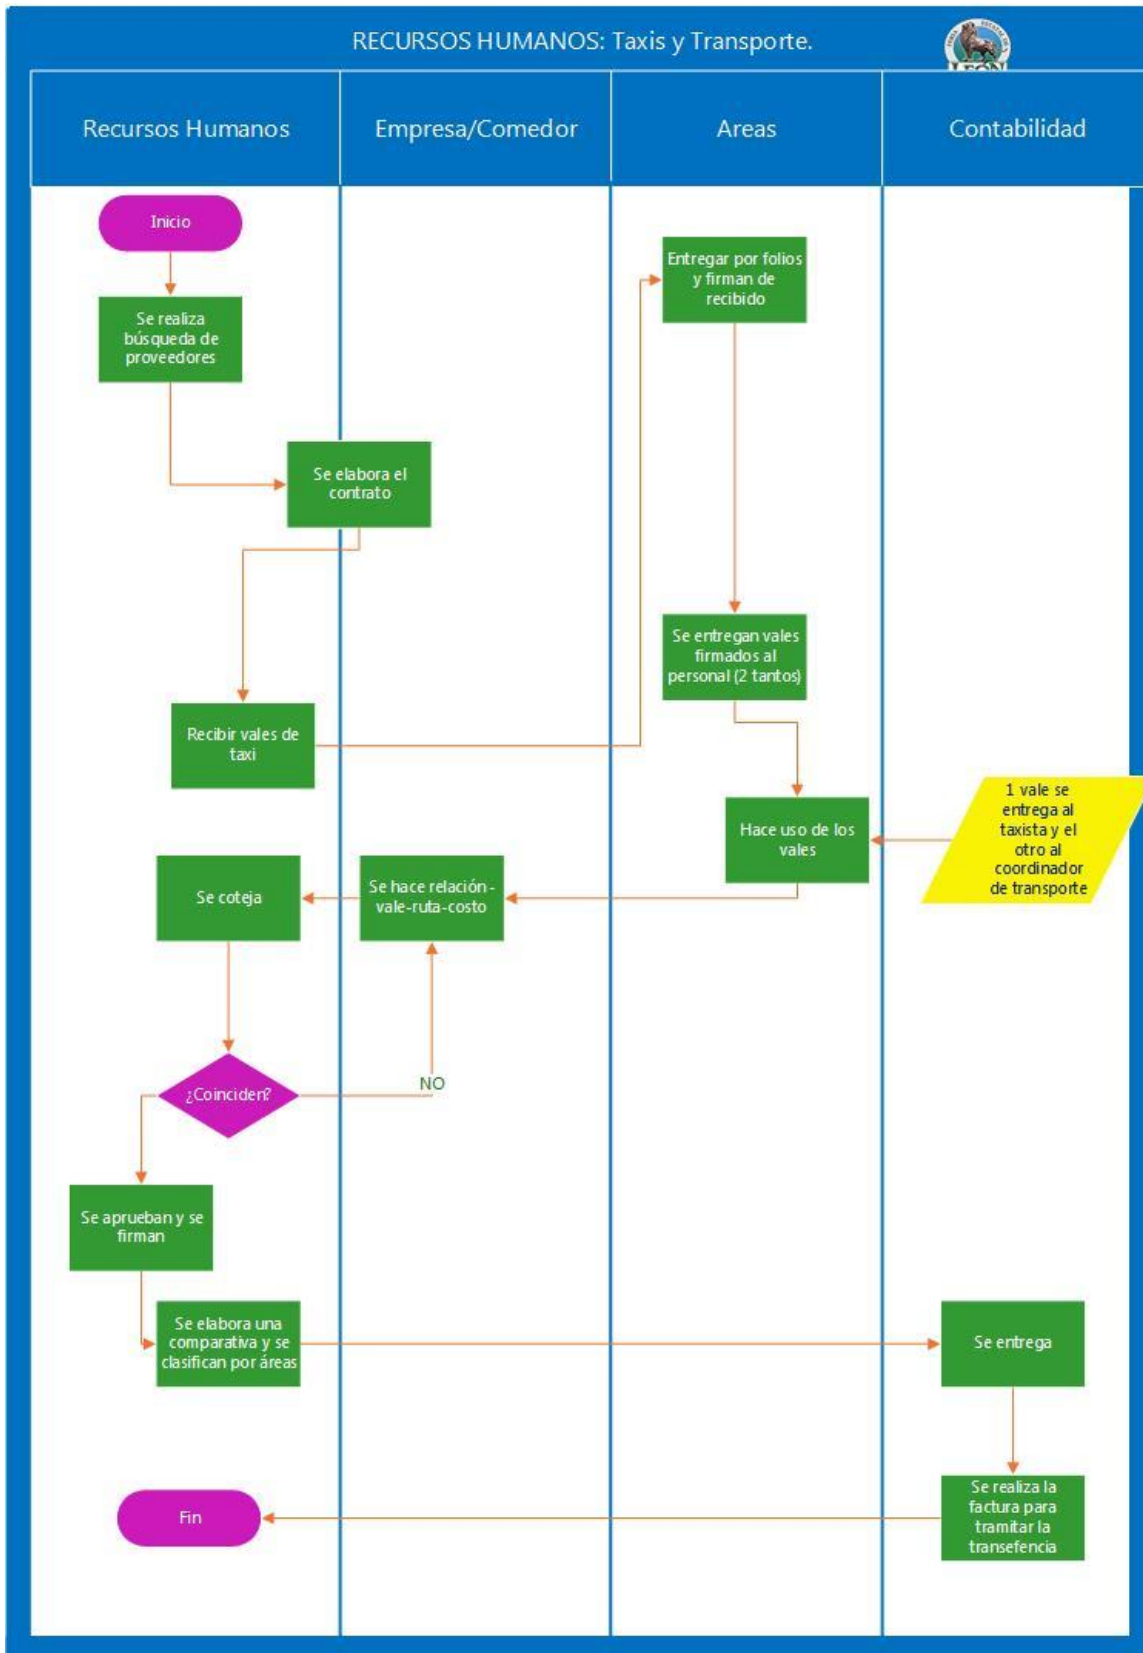 RECURSOS HUMANOS: Taxis y Transporte.
LEÓN
Recursos Humanos
Empresa/Comedor
Areas
Contabilidad
Inicio
Se realiza
búsqueda de
proveedores
Se elabora el
contrato
Recibir vales de
taxi
Entregar por folios
y firman de
recibido
Se entregan vales
firmados al
personal (2 tantos)
Hace uso de los
vales
1 vale se
entrega al
taxista y el
otro al
coordinador
de transporte
Se hace relación -
vale-ruta-costo
Se coteja
¿Coinciden?
NO
Se aprueban y se
firman
Se elabora una
comparativa y se
clasifican por áreas
Se entrega
Se realiza la
factura para
tramitar la
transefencia
Fin